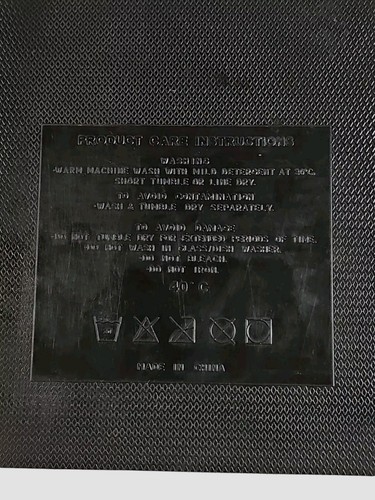 PRODUCT CARE INSTRUCTIONS
WASHING
-WARM MACHINE WASH WITH MILD DETERGENT AT 30°C.
SHORT TUMBLE OR LINE DRY.
TO AVOID CONTAMINATION
-WASH & TUMBLE DRY SEPARATELY.
TO AVOID DAMAGE
-DO NOT TUMBLE DRY FOR EXTENDED PERIODS OF TIME.
-DO NOT WASH IN GLASS/DISH WASHER.
-DO NOT BLEACH.
-DO NOT IRON.
40°C
MADE IN CHINA